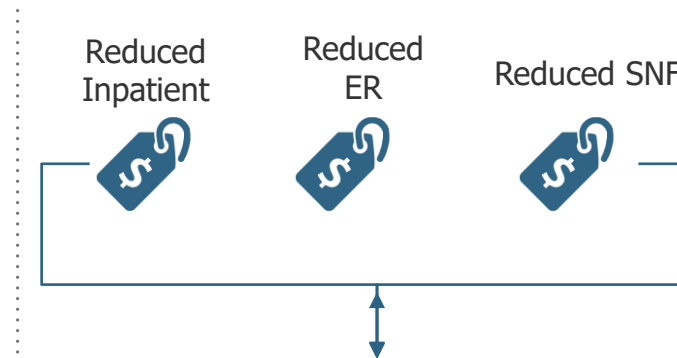 Reduced
Inpatient
Reduced
ER
Reduced SNF
$
$
$